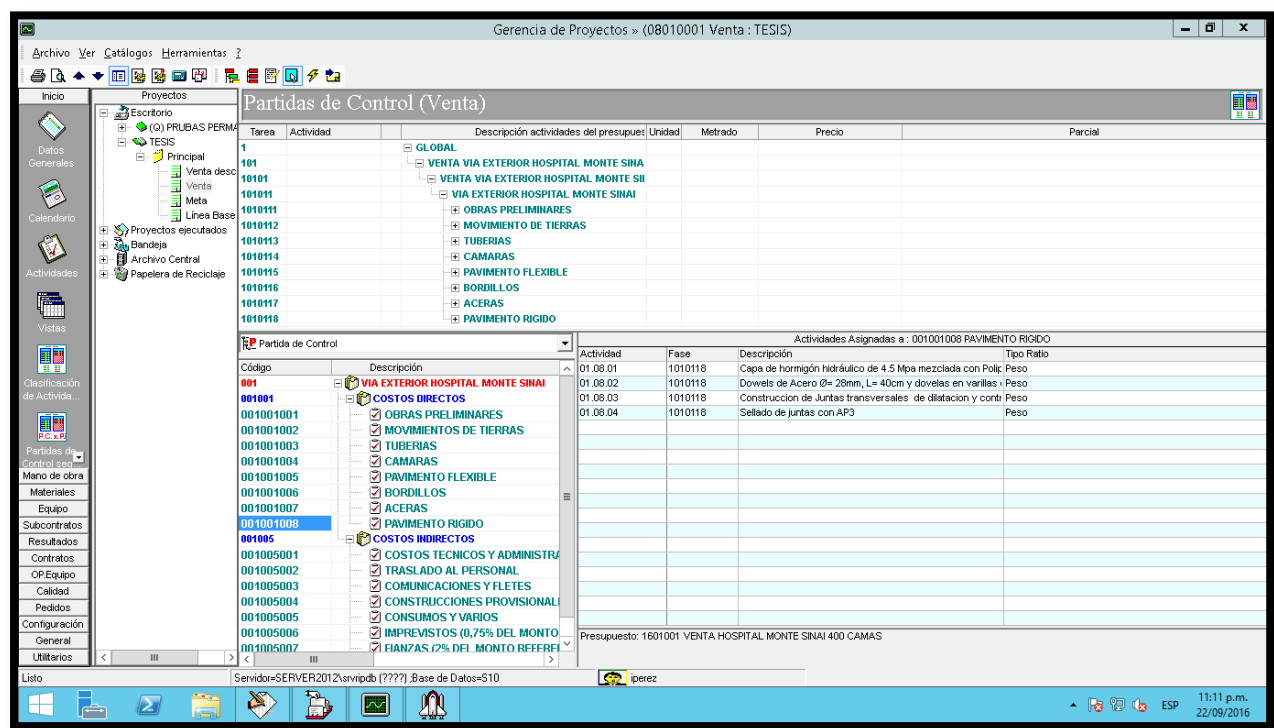 Gerencia de Proyectos » (08010001 Venta : TESIS)
Archivo Ver Catálogos Herramientas ?
Inicio
Datos Generales
Calendario
Actividades
Vistas
Clasificación de Activida...
P.C. x P.
Partidas de Control seg...
Mano de obra
Materiales
Equipo
Subcontratos
Resultados
Contratos
OP.Equipo
Calidad
Pedidos
Configuración
General
Utilitarios
Proyectos
Escritorio
(Q) PRUBAS PERMA
TESIS
Principal
Venta desc
Venta
Meta
Línea Base
Proyectos ejecutados
Bandeja
Archivo Central
Papelera de Reciclaje
Partidas de Control (Venta)
Tarea Actividad Descripción actividades del presupues Unidad Metrado Precio Parcial
1 GLOBAL
101 VENTA VIA EXTERIOR HOSPITAL MONTE SINA
10101 VENTA VIA EXTERIOR HOSPITAL MONTE SII
101011 VIA EXTERIOR HOSPITAL MONTE SINAI
1010111 OBRAS PRELIMINARES
1010112 MOVIMIENTO DE TIERRAS
1010113 TUBERIAS
1010114 CAMARAS
1010115 PAVIMENTO FLEXIBLE
1010116 BORDILLOS
1010117 ACERAS
1010118 PAVIMENTO RIGIDO
Partida de Control
Código Descripción
001 VIA EXTERIOR HOSPITAL MONTE SINAI
001001 COSTOS DIRECTOS
001001001 OBRAS PRELIMINARES
001001002 MOVIMIENTOS DE TIERRAS
001001003 TUBERIAS
001001004 CAMARAS
001001005 PAVIMENTO FLEXIBLE
001001006 BORDILLOS
001001007 ACERAS
001001008 PAVIMENTO RIGIDO
001005 COSTOS INDIRECTOS
001005001 COSTOS TECNICOS Y ADMINISTRA
001005002 TRASLADO AL PERSONAL
001005003 COMUNICACIONES Y FLETES
001005004 CONSTRUCCIONES PROVISIONAL
001005005 CONSUMOS Y VARIOS
001005006 IMPREVISTOS (0,75% DEL MONTO
001005007 FIANZAS (2% DEL MONTO REFERE
Actividades Asignadas a : 001001008 PAVIMENTO RIGIDO
Actividad Fase Descripción Tipo Ratio
01.08.01 1010118 Capa de hormigón hidráulico de 4.5 Mpa mezclada con Polip Peso
01.08.02 1010118 Dowels de Acero Ø= 28mm, L= 40cm y dovelas en varillas Peso
01.08.03 1010118 Construccion de Juntas transversales de dilatacion y contr Peso
01.08.04 1010118 Sellado de juntas con AP3 Peso
Presupuesto: 1601001 VENTA HOSPITAL MONTE SINAI 400 CAMAS
Listo Servidor=SERVER2012\srvripdb (????) ;Base de Datos=S10 iperez
ESP
11:11 p.m.
22/09/2016